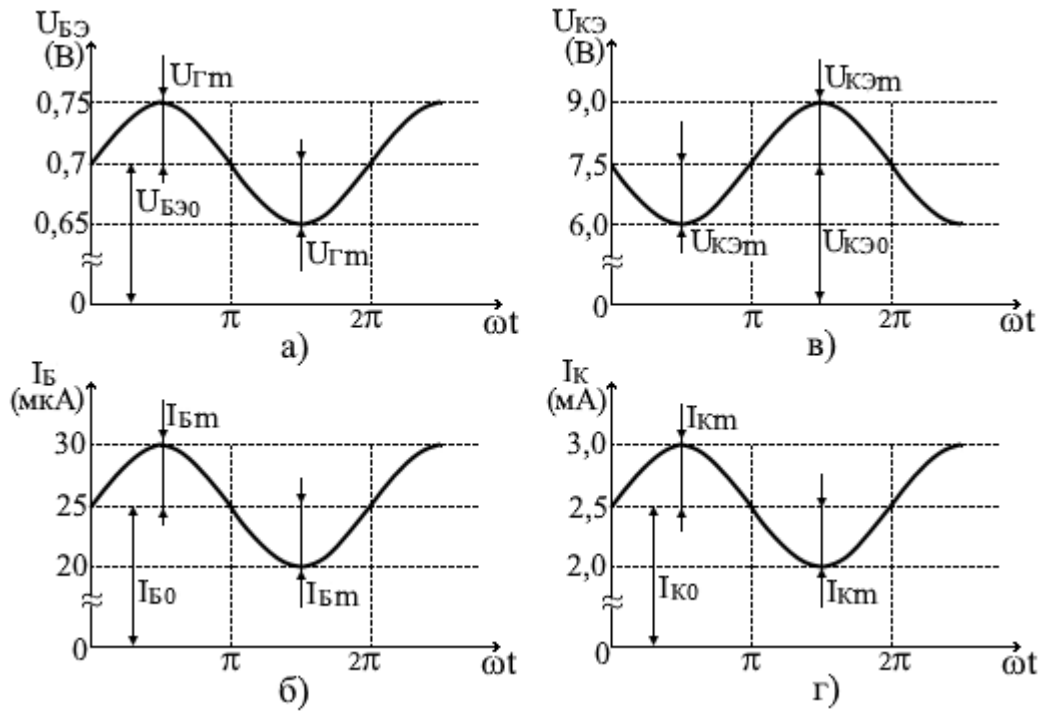 UБЭ
(В)
UГm
0,75
0,7
UБЭ0
0,65
UГm
0
π
2π
ωt
а)
UКЭ
(В)
UКЭm
9,0
7,5
6,0
UКЭm
UКЭ0
0
π
2π
ωt
в)
IБ
(мкА)
IБm
30
25
20
IБ0
IБm
0
π
2π
ωt
б)
IК
(мА)
IКm
3,0
2,5
2,0
IК0
IКm
0
π
2π
ωt
г)